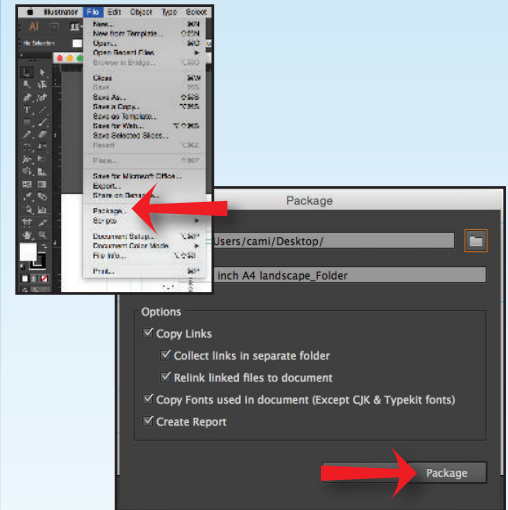 Illustrator File Edit Object Type Select
No Selection
New... ⌘N
New from Template... ⇧⌘N
Open... ⌘O
Open Recent Files
Browse in Bridge... ⌥⌘O
Close ⌘W
Save ⌘S
Save As... ⇧⌘S
Save a Copy... ⌥⌘S
Save as Template...
Save for Web... ⌥⇧⌘S
Save Selected Slices...
Revert
Place... ⇧⌘P
Save for Microsoft Office...
Export...
Share on Behance...
Package...
Scripts
Document Setup... ⌥⌘P
Document Color Mode
File Info... ⌥⇧⌘I
Print... ⌘P
Package
Users/cami/Desktop/
inch A4 landscape_Folder
Options
Copy Links
Collect links in separate folder
Relink linked files to document
Copy Fonts used in document (Except CJK & Typekit fonts)
Create Report
Package